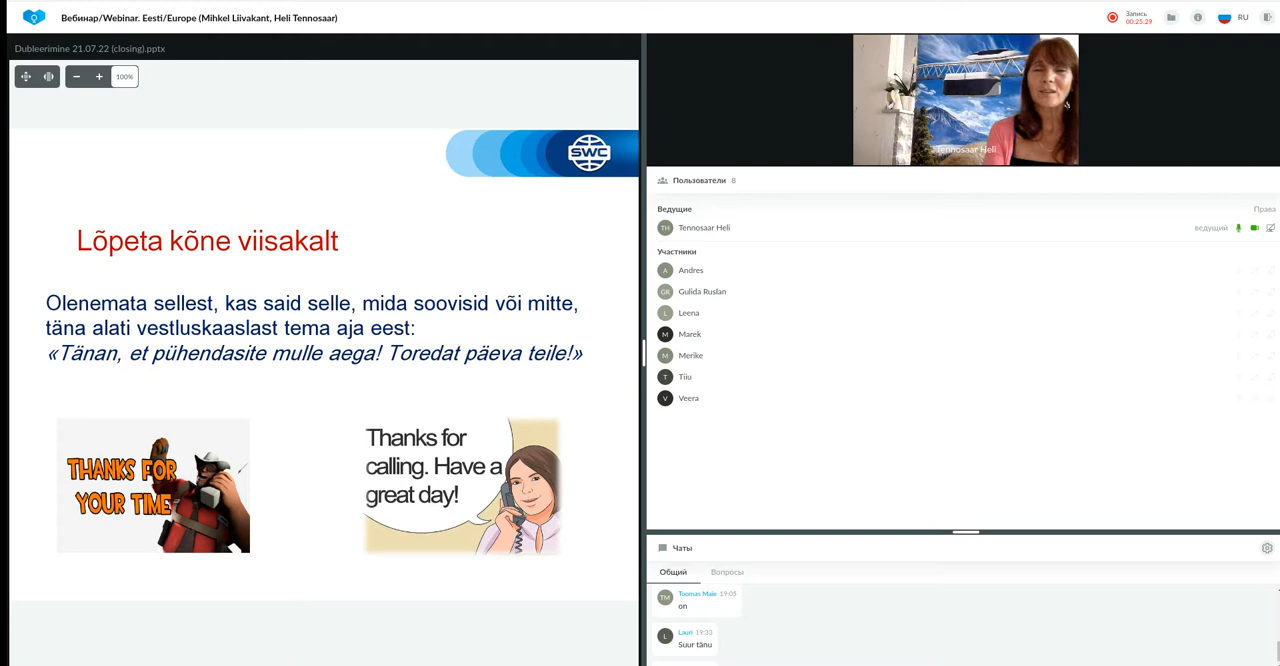 Вебинар/Webinar. Eesti/Europe (Mihkel Liivakant, Heli Tennosaar)
Запись
00:25:29
RU
Dubleerimine 21.07.22 (closing).pptx
100%
SWC
Lõpeta kõne viisakalt
Olenemata sellest, kas said selle, mida soovisid või mitte,
täna alati vestluskaaslast tema aja eest:
«Tänan, et pühendasite mulle aega! Toredat päeva teile!»
THANKS FOR
YOUR TIME
Thanks for
calling. Have a
great day!
Tennosaar Heli
Пользователи 8
Ведущие
Права
TH Tennosaar Heli
ведущий
Участники
A Andres
GR Gulida Ruslan
L Leena
M Marek
M Merike
T Tiiu
V Veera
Чаты
Общий
Вопросы
TM Toomas Maie 19:05
on
L Lauri 19:33
Suur tänu